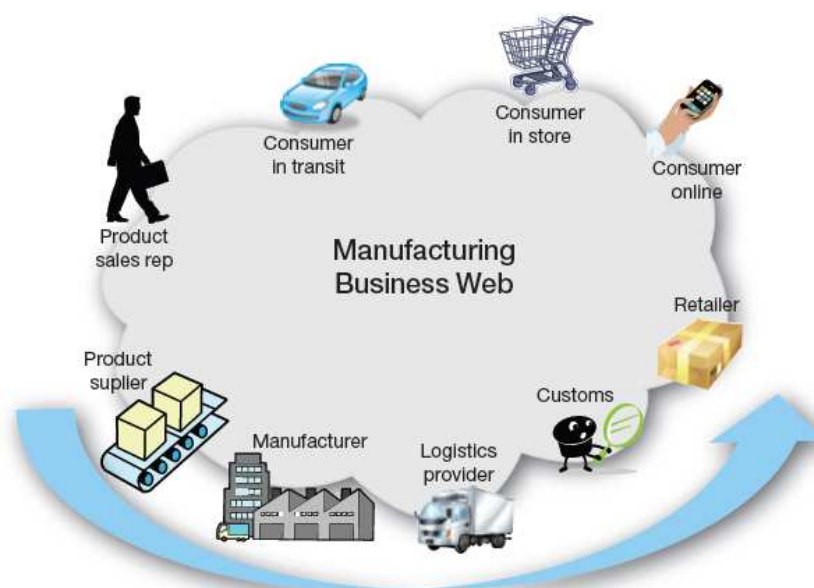 Consumer
in store
Consumer
in transit
Consumer
online
Product
sales rep
Manufacturing
Business Web
Retailer
Product
suplier
Customs
Manufacturer
Logistics
provider